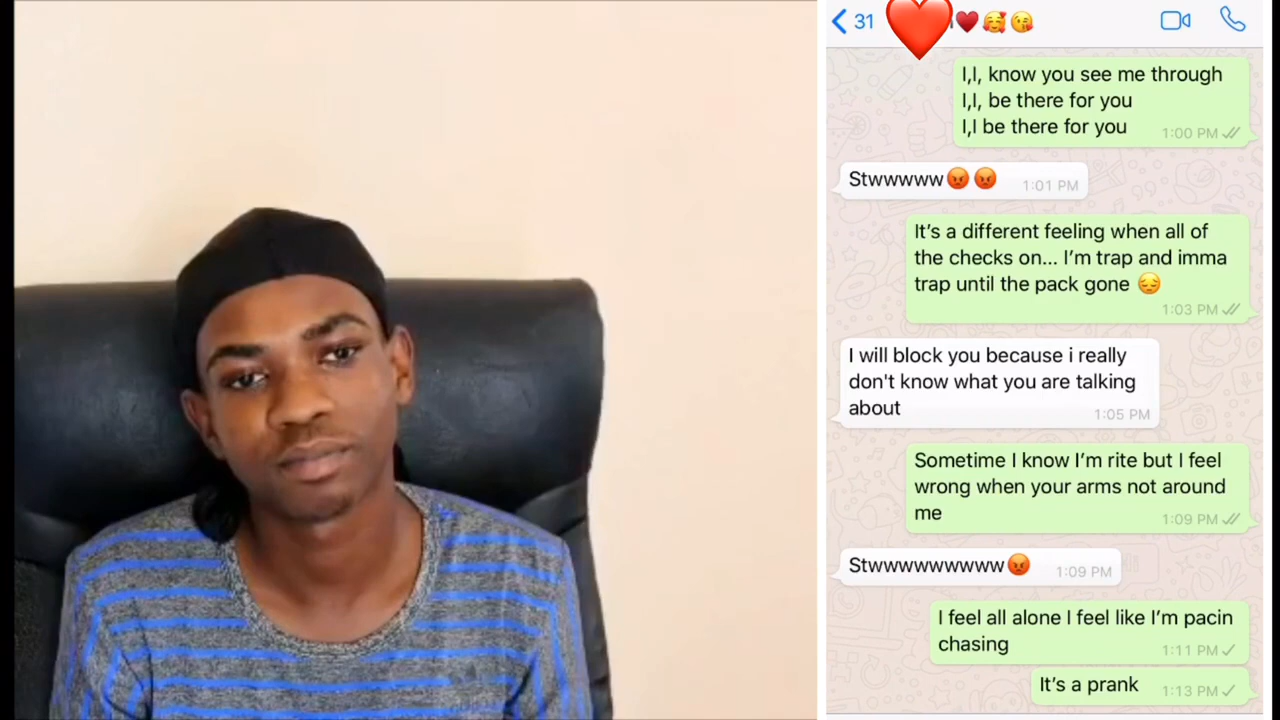 31
I,I, know you see me through
I,I, be there for you
I,I be there for you
1:00 PM
Stwwwww😡😡
1:01 PM
It’s a different feeling when all of
the checks on... I’m trap and imma
trap until the pack gone 😔
1:03 PM
I will block you because i really
don't know what you are talking
about
1:05 PM
Sometime I know I’m rite but I feel
wrong when your arms not around
me
1:09 PM
Stwwwwwwwww😡
1:09 PM
I feel all alone I feel like I’m pacin
chasing
1:11 PM
It’s a prank
1:13 PM